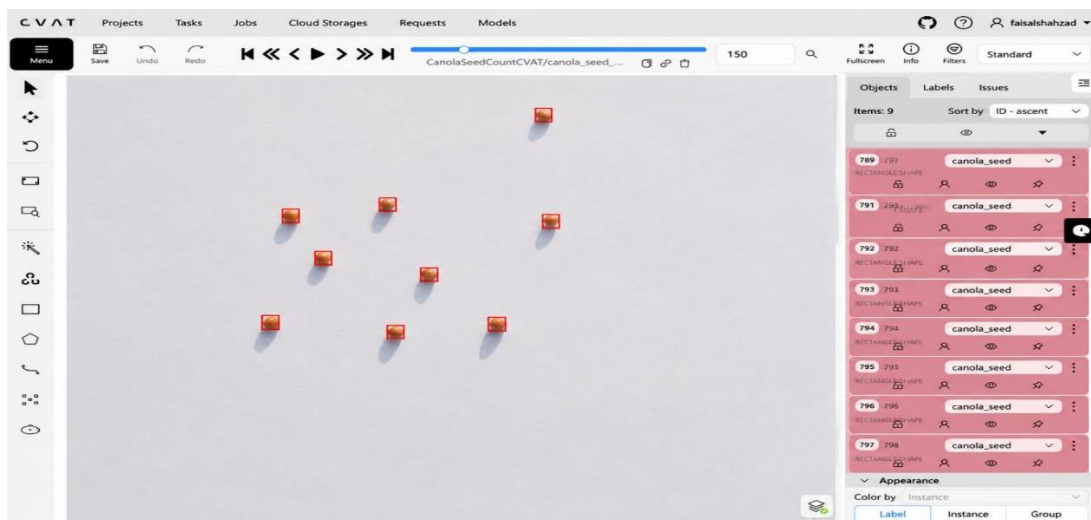 CVAT Projects Tasks Jobs Cloud Storages Requests Models faisalshahzad
Menu Save Undo Redo CanolaSeedCountCVAT/canola_seed_... 150 Fullscreen Info Filters Standard
Objects Labels Issues
Items: 9 Sort by ID - ascent
789 canola_seed
RECTANGLE SHAPE
791 canola_seed
792 792 canola_seed
RECTANGLE SHAPE
793 793 canola_seed
RECTANGLE SHAPE
794 794 canola_seed
RECTANGLE SHAPE
795 795 canola_seed
RECTANGLE SHAPE
796 796 canola_seed
RECTANGLE SHAPE
797 798 canola_seed
RECTANGLE SHAPE
Appearance
Color by Instance
Label Instance Group